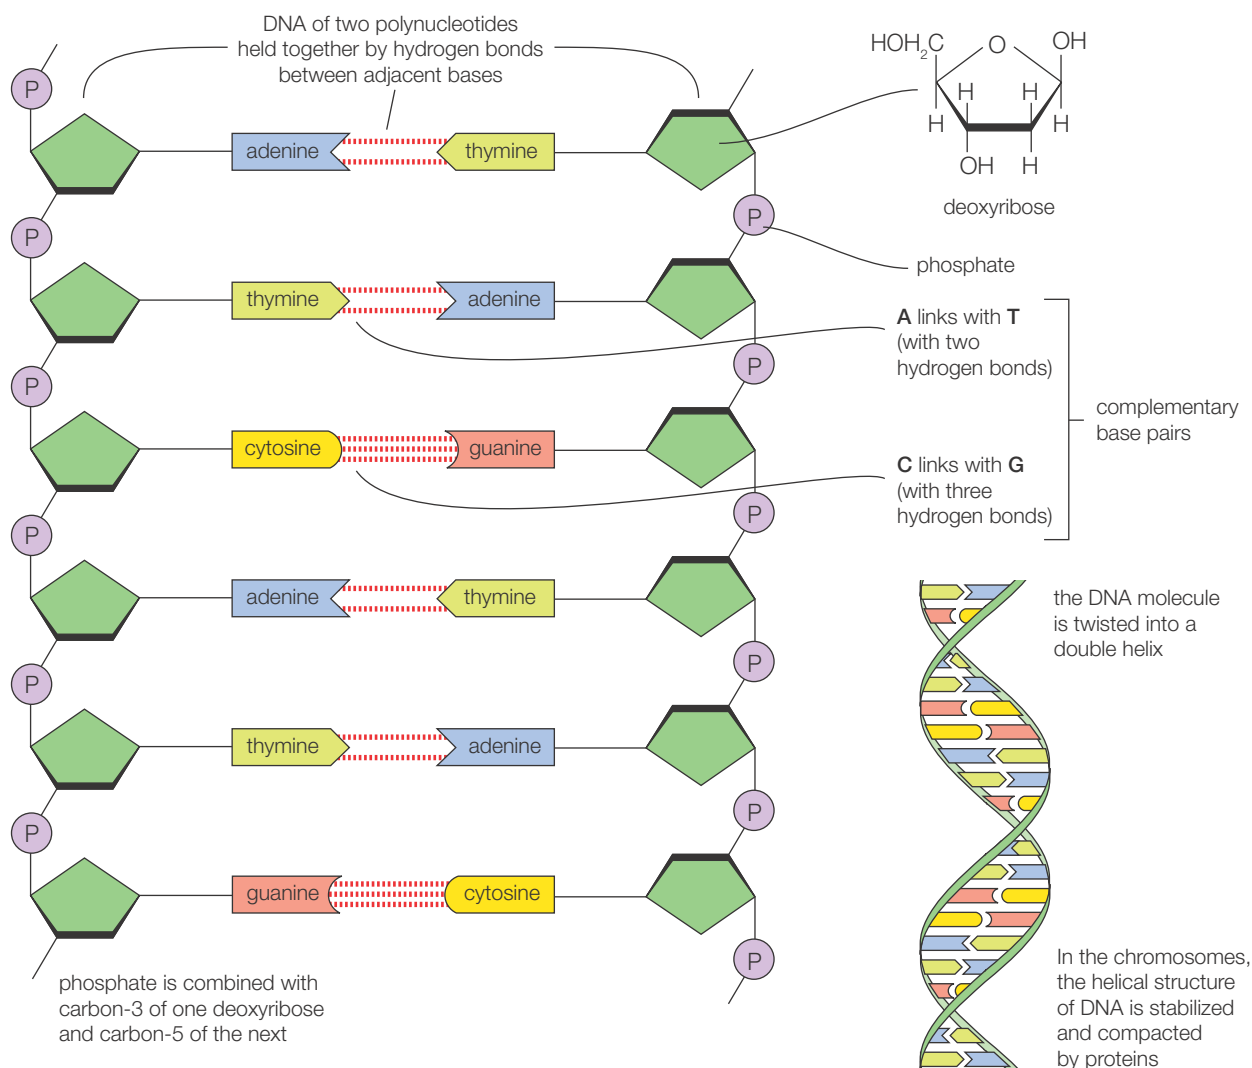 DNA of two polynucleotides
held together by hydrogen bonds
between adjacent bases
HOH2C
O
OH
H
H
H
H
OH
H
deoxyribose
P
adenine
thymine
P
P
phosphate
thymine
adenine
A links with T
(with two
hydrogen bonds)
P
P
complementary
base pairs
cytosine
guanine
C links with G
(with three
hydrogen bonds)
P
P
adenine
thymine
the DNA molecule
is twisted into a
double helix
P
P
thymine
adenine
P
P
guanine
cytosine
P
phosphate is combined with
carbon-3 of one deoxyribose
and carbon-5 of the next
In the chromosomes,
the helical structure
of DNA is stabilized
and compacted
by proteins